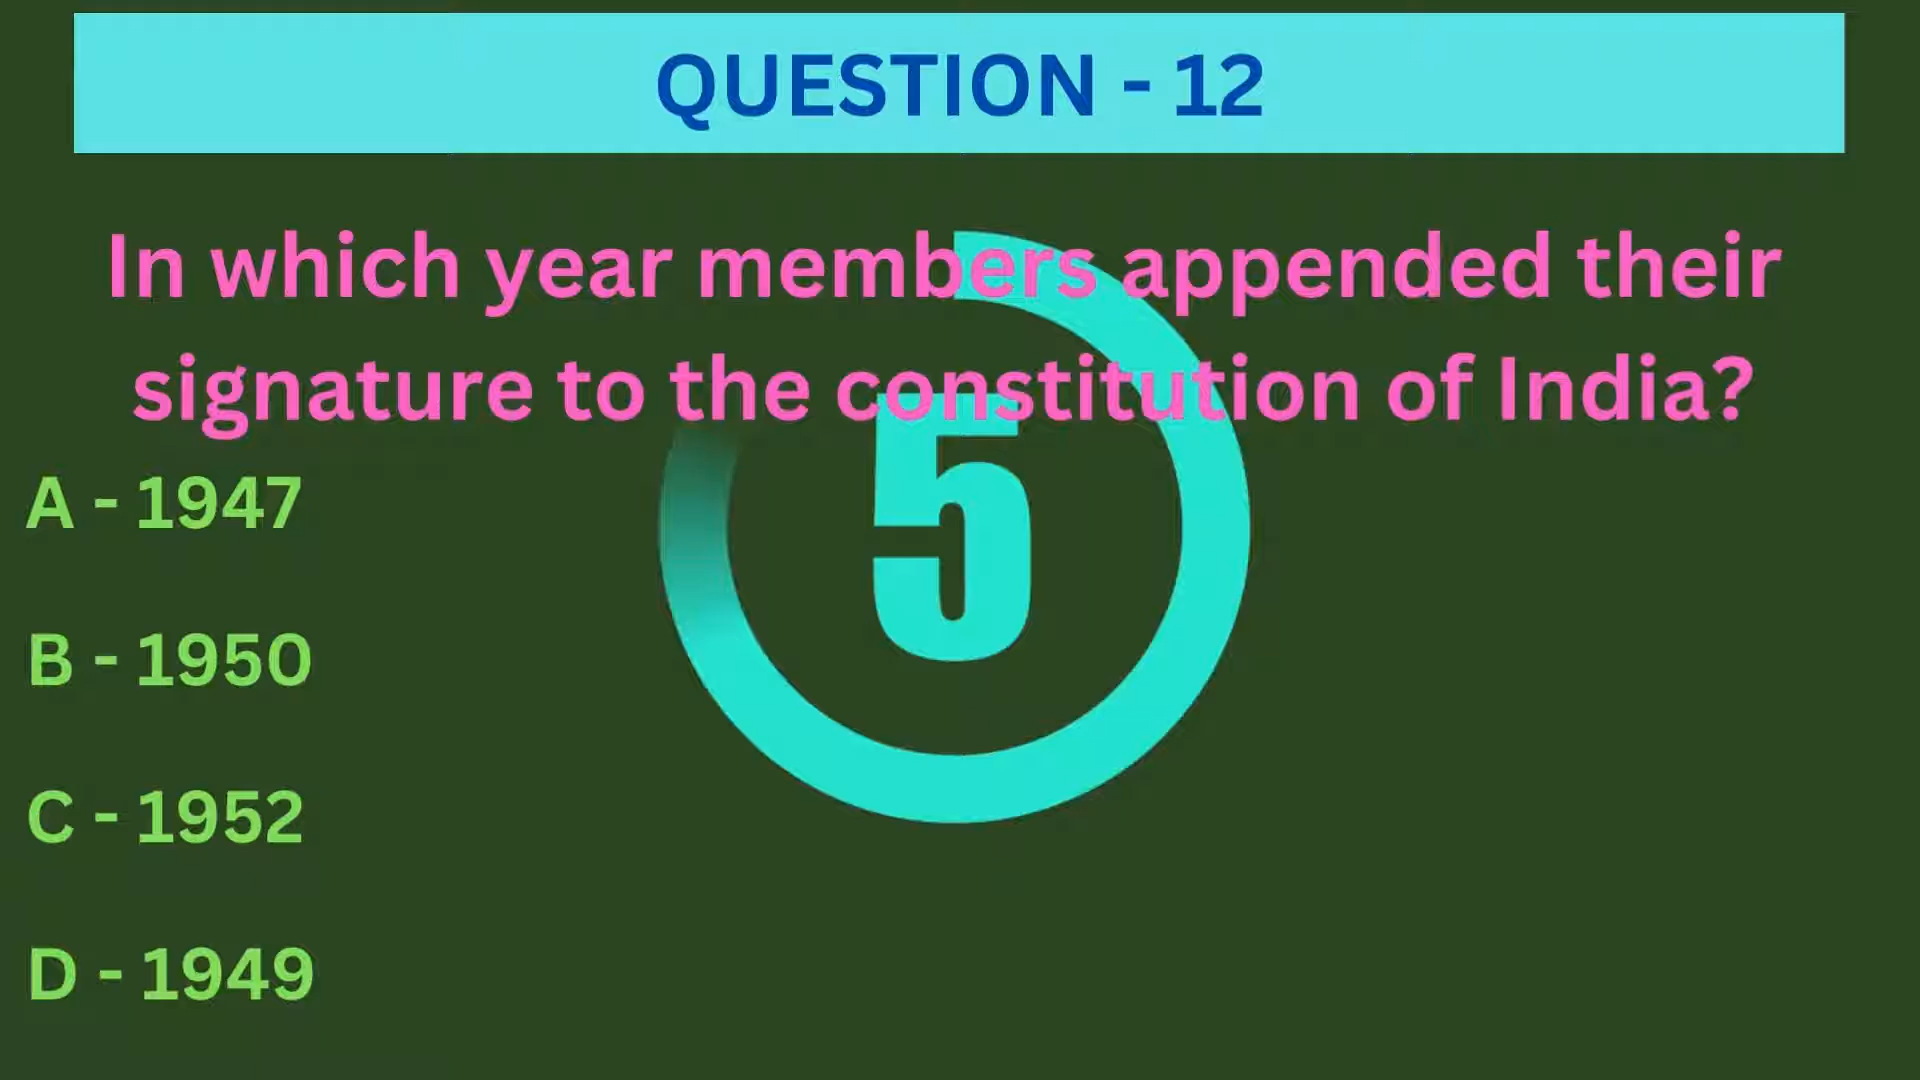 QUESTION - 12
In which year members appended their
signature to the constitution of India?
5
A - 1947
B - 1950
C - 1952
D - 1949